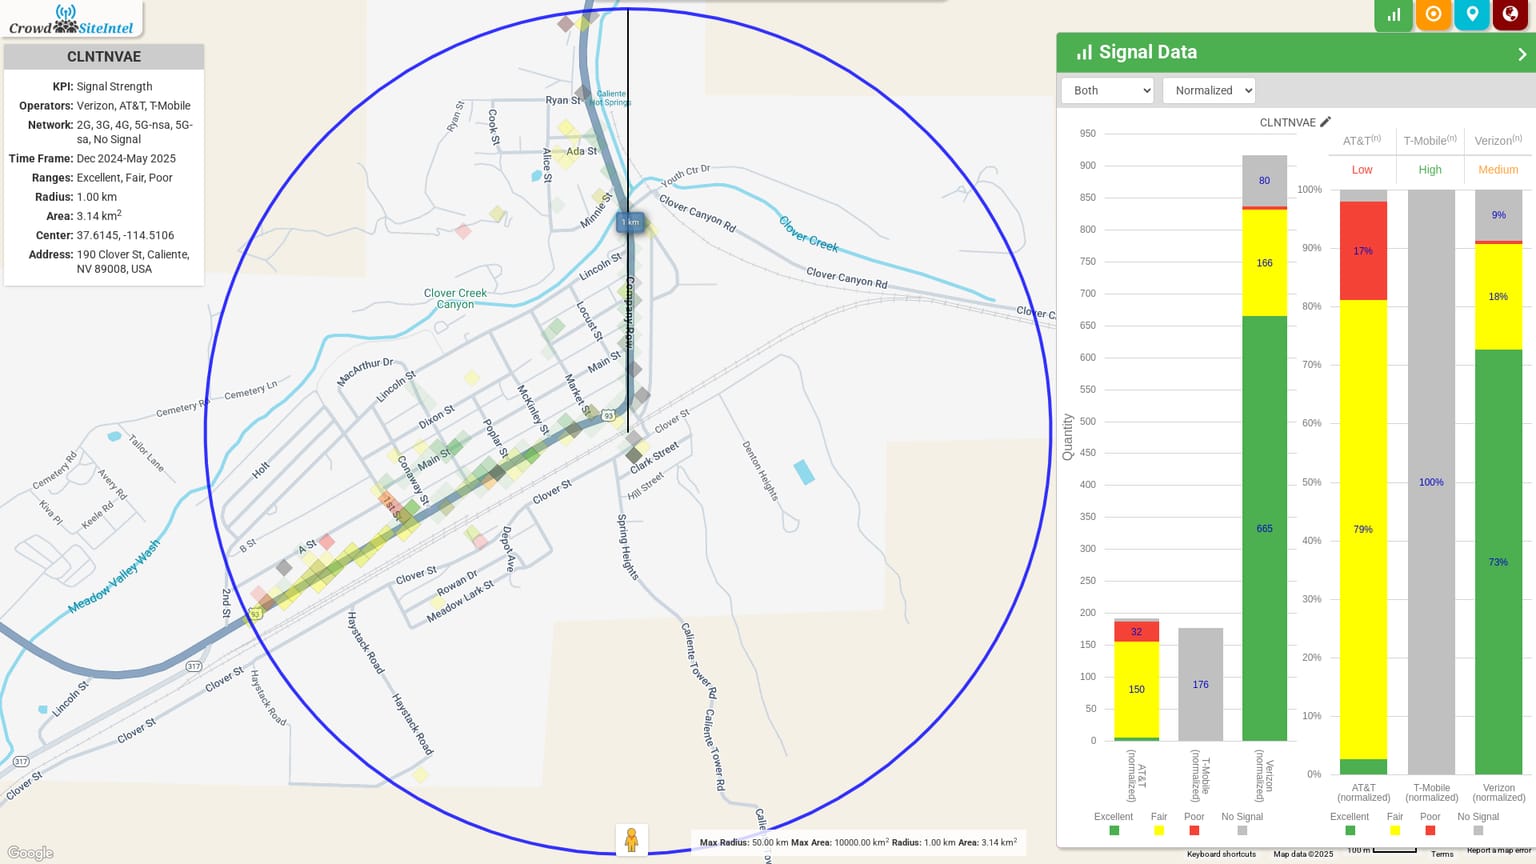 Crowd SiteIntel
CLNTNVAE
KPI: Signal Strength
Operators: Verizon, AT&T, T-Mobile
Network: 2G, 3G, 4G, 5G-nsa, 5G-
sa, No Signal
Time Frame: Dec 2024-May 2025
Ranges: Excellent, Fair, Poor
Radius: 1.00 km
Area: 3.14 km²
Center: 37.6145, -114.5106
Address: 190 Clover St, Caliente,
NV 89008, USA
Ryan St
Caliente
Hot Springs
Ryan St
Cook St
Alice St
Ada St
Minnie St
Youth Ctr Dr
Clover Canyon Rd
Clover Creek
Clover Canyon Rd
1 km
Lincoln St
Company Row
Clover Creek
Canyon
Locust St
Main St
MacArthur Dr
Lincoln St
Market St
McKinley St
Dixon St
Poplar St
93
Clover St
Cemetery Ln
Cemetery Rd
Tailor Lane
Cemetery Rd
Avery Rd
Kiva Pl
Keele Rd
Holt
Main St
Conaway St
1st St
Clark Street
Hill Street
Clover St
Denton Heights
Spring Heights
Depot Ave
B St
A St
Clover St
Rowan Dr
Meadow Lark St
Meadow Valley Wash
2nd St
93
317
Haystack Road
Haystack Road
Haystack Road
Lincoln St
Clover St
Clover St
317
Clover St
Caliente Tower Rd
Caliente Tower Rd
Google
Max Radius: 50.00 km Max Area: 10000.00 km² Radius: 1.00 km Area: 3.14 km²
Signal Data
Both
Normalized
CLNTNVAE
Quantity
950
900
850
800
750
700
650
600
550
500
450
400
350
300
250
200
150
100
50
0
32
150
176
80
166
665
AT&T
(normalized)
T-Mobile
(normalized)
Verizon
(normalized)
Excellent
Fair
Poor
No Signal
AT&T(n)
T-Mobile(n)
Verizon(n)
Low
High
Medium
100%
90%
80%
70%
60%
50%
40%
30%
20%
10%
0%
17%
79%
100%
9%
18%
73%
AT&T
(normalized)
T-Mobile
(normalized)
Verizon
(normalized)
Excellent
Fair
Poor
No Signal
Keyboard shortcuts
Map data ©2025
100 m
Terms
Report a map error